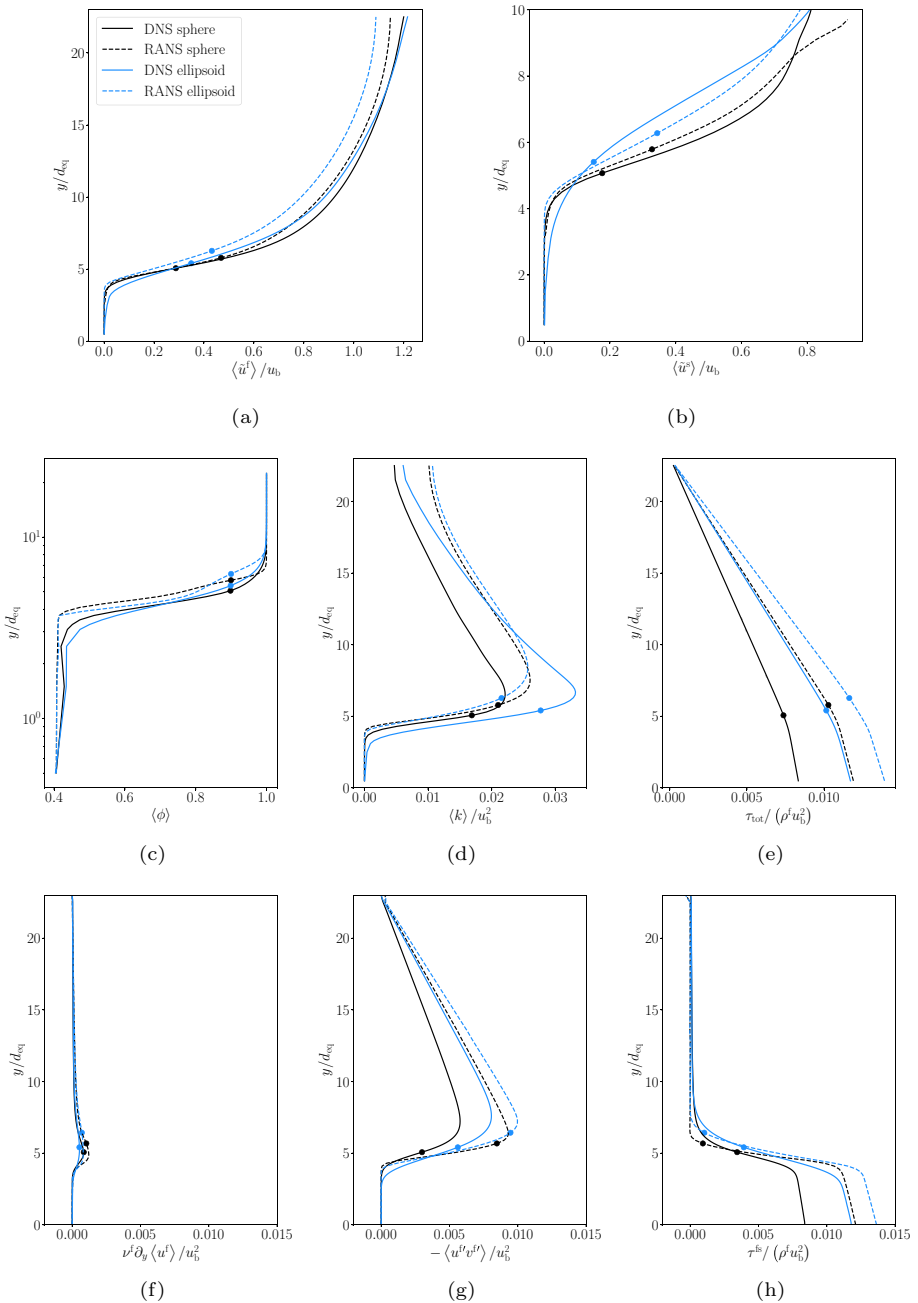 DNS sphere
RANS sphere
DNS ellipsoid
RANS ellipsoid
20
15
10
5
0
y/d_eq
0.0 0.2 0.4 0.6 0.8 1.0 1.2
⟨ũ^f⟩/u_b
(a)
10
8
6
4
2
0
y/d_eq
0.0 0.2 0.4 0.6 0.8
⟨ũ^s⟩/u_b
(b)
10^1
10^0
y/d_eq
0.4 0.6 0.8 1.0
⟨ϕ⟩
(c)
20
15
10
5
0
y/d_eq
0.00 0.01 0.02 0.03
⟨k⟩/u_b^2
(d)
20
15
10
5
0
y/d_eq
0.000 0.005 0.010
τ_tot/(ρ^f u_b^2)
(e)
20
15
10
5
0
y/d_eq
0.000 0.005 0.010 0.015
ν^f ∂_y ⟨u^f⟩/u_b^2
(f)
20
15
10
5
0
y/d_eq
0.000 0.005 0.010 0.015
−⟨u^f′ v^f′⟩/u_b^2
(g)
20
15
10
5
0
y/d_eq
0.000 0.005 0.010 0.015
τ^fs/(ρ^f u_b^2)
(h)